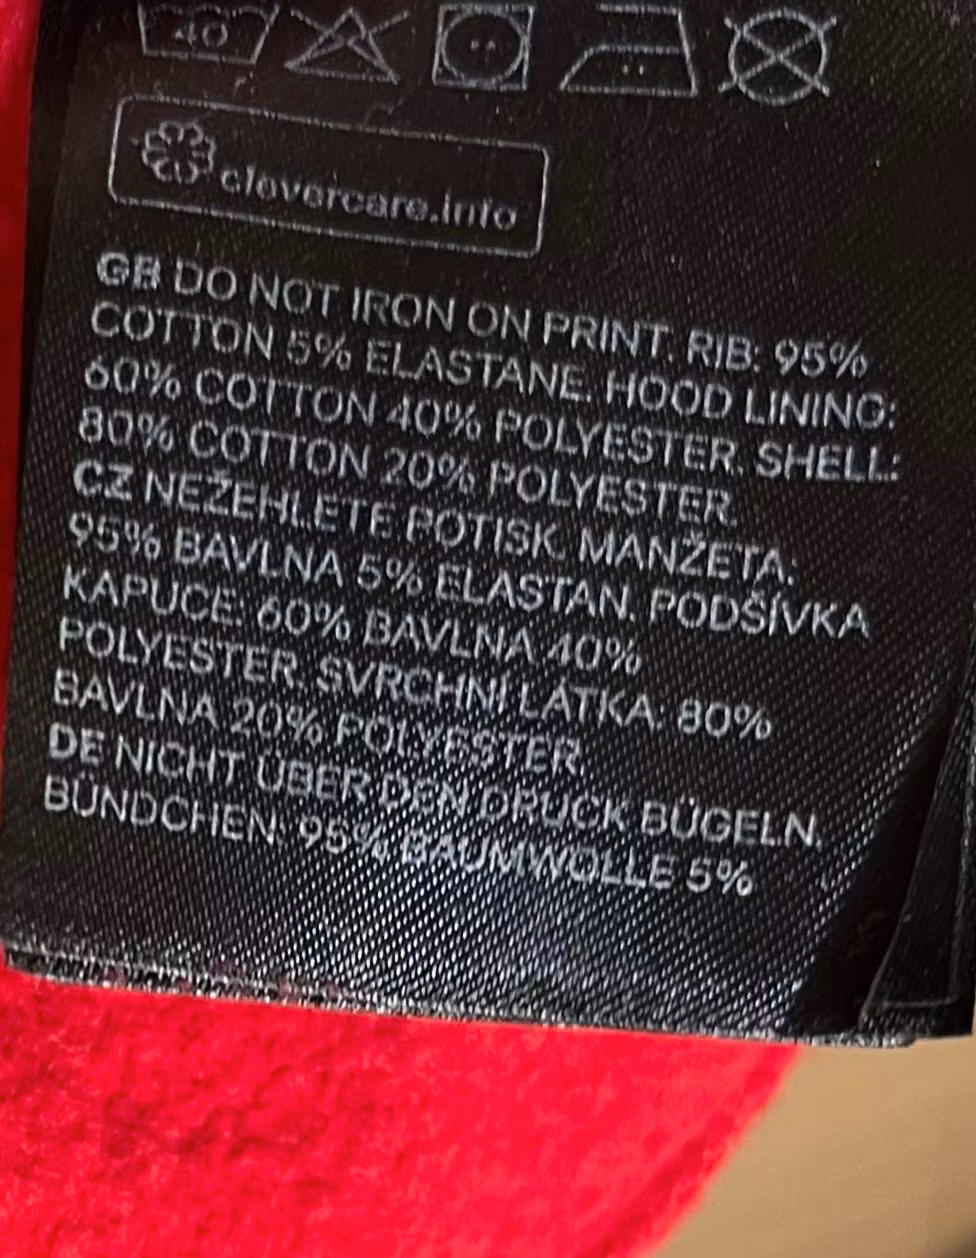 40
clevercare.info
GB DO NOT IRON ON PRINT. RIB: 95%
COTTON 5% ELASTANE. HOOD LINING:
60% COTTON 40% POLYESTER. SHELL:
80% COTTON 20% POLYESTER.
CZ NEŽEHLETE POTISK. MANŽETA:
95% BAVLNA 5% ELASTAN. PODŠÍVKA
KAPUCE: 60% BAVLNA 40%
POLYESTER. SVRCHNÍ LÁTKA: 80%
BAVLNA 20% POLYESTER.
DE NICHT ÜBER DEN DRUCK BÜGELN.
BÜNDCHEN: 95% BAUMWOLLE 5%